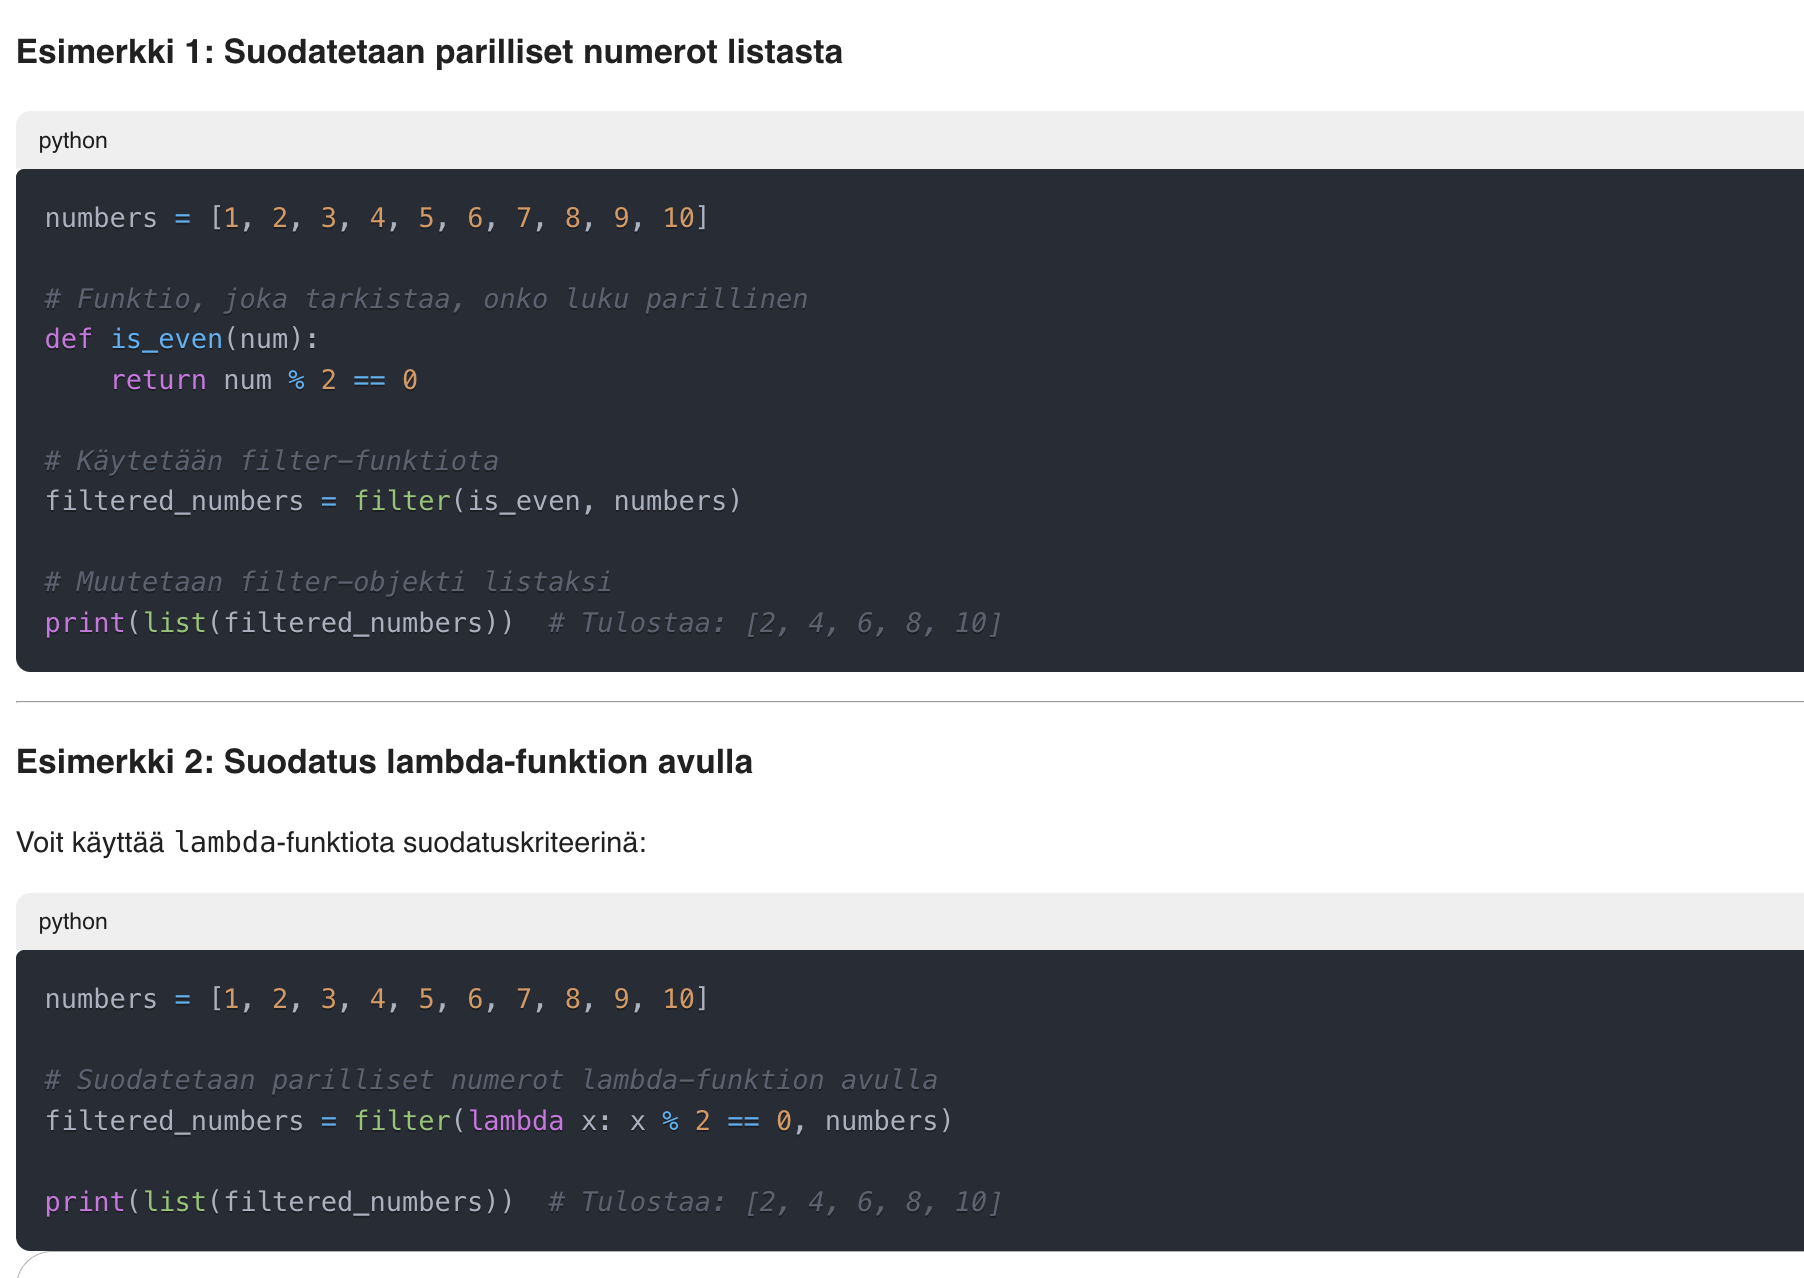 Esimerkki 1: Suodatetaan parilliset numerot listasta
python
numbers = [1, 2, 3, 4, 5, 6, 7, 8, 9, 10]
# Funktio, joka tarkistaa, onko luku parillinen
def is_even(num):
    return num % 2 == 0
# Käytetään filter-funktiota
filtered_numbers = filter(is_even, numbers)
# Muutetaan filter-objekti listaksi
print(list(filtered_numbers))  # Tulostaa: [2, 4, 6, 8, 10]
Esimerkki 2: Suodatus lambda-funktion avulla
Voit käyttää lambda-funktiota suodatuskriteerinä:
python
numbers = [1, 2, 3, 4, 5, 6, 7, 8, 9, 10]
# Suodatetaan parilliset numerot lambda-funktion avulla
filtered_numbers = filter(lambda x: x % 2 == 0, numbers)
print(list(filtered_numbers))  # Tulostaa: [2, 4, 6, 8, 10]